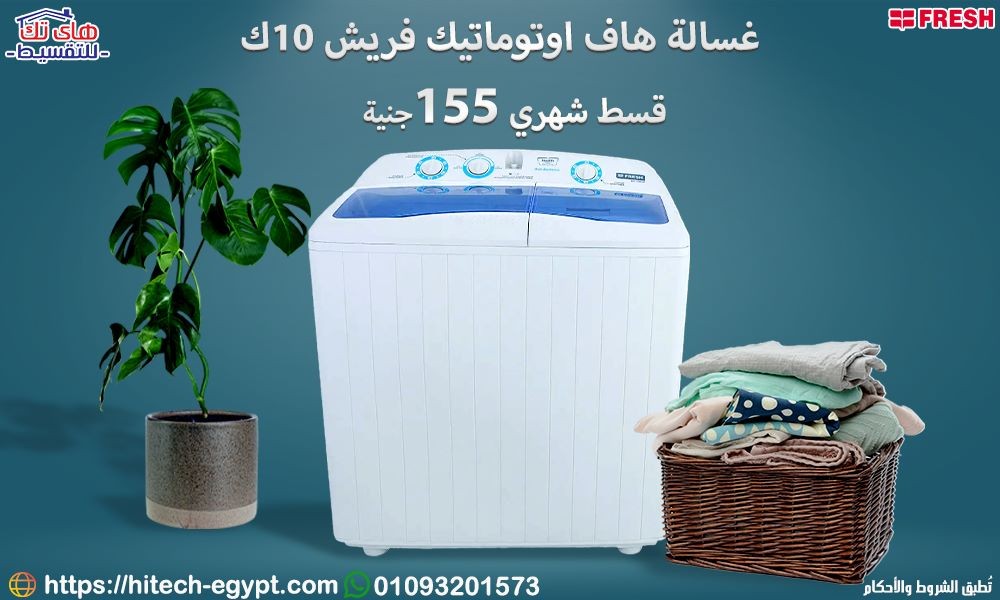 هاى تك
-للتقسيط-
FRESH
غسالة هاف اوتوماتيك فريش 10ك
قسط شهري 155جنية
FRESH
https://hitech-egypt.com
01093201573
تُطبق الشروط والأحكام